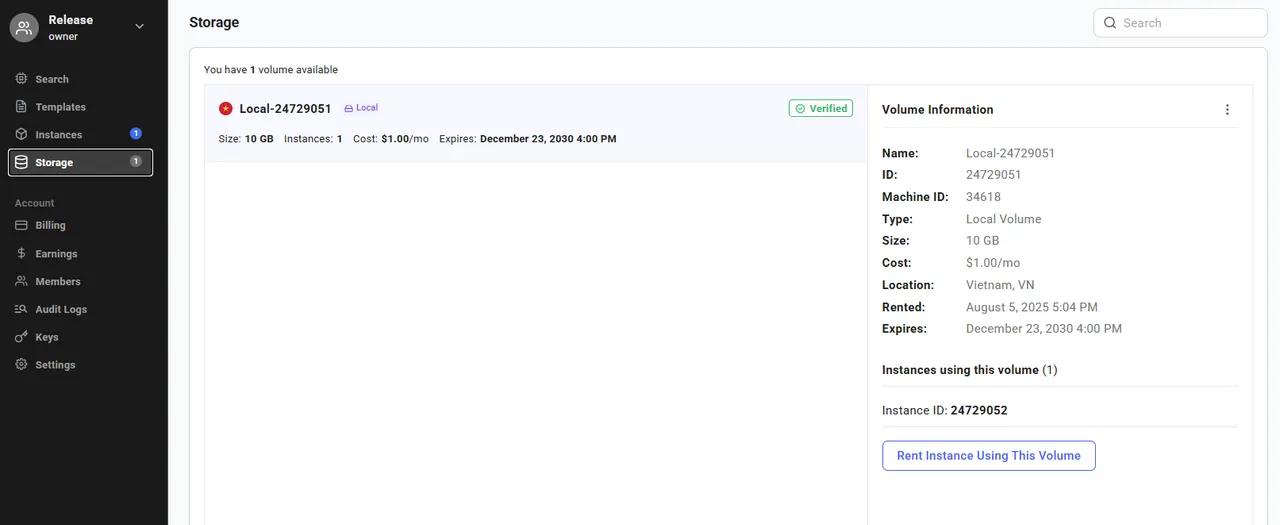 Release
owner
Search
Templates
Instances 1
Storage 1
Account
Billing
Earnings
Members
Audit Logs
Keys
Settings
Storage
Search
You have 1 volume available
Local-24729051 Local Verified
Size: 10 GB Instances: 1 Cost: $1.00/mo Expires: December 23, 2030 4:00 PM
Volume Information
Name: Local-24729051
ID: 24729051
Machine ID: 34618
Type: Local Volume
Size: 10 GB
Cost: $1.00/mo
Location: Vietnam, VN
Rented: August 5, 2025 5:04 PM
Expires: December 23, 2030 4:00 PM
Instances using this volume (1)
Instance ID: 24729052
Rent Instance Using This Volume